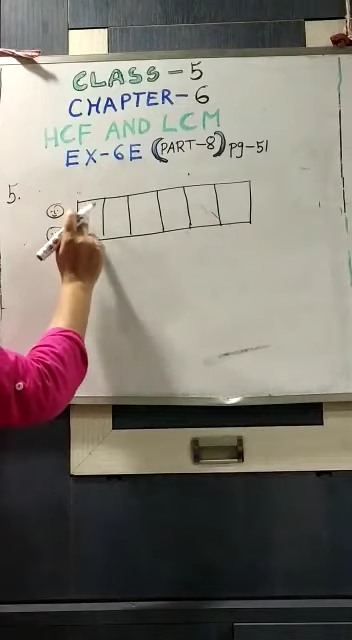 CLASS-5
CHAPTER-6
HCF AND LCM
EX-6E (PART-8) pg-51
5.